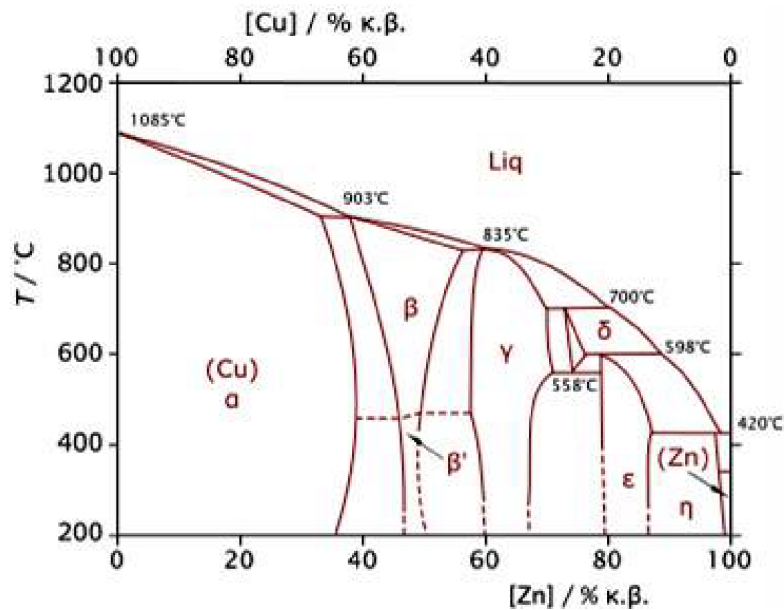 [Cu] / % κ.β.
100 80 60 40 20 0
1200
1085°C
Liq
1000
903°C
835°C
T / °C
800
β
700°C
δ
γ
600
598°C
(Cu)
α
558°C
420°C
400
β'
(Zn)
ε
η
200
0 20 40 60 80 100
[Zn] / % κ.β.